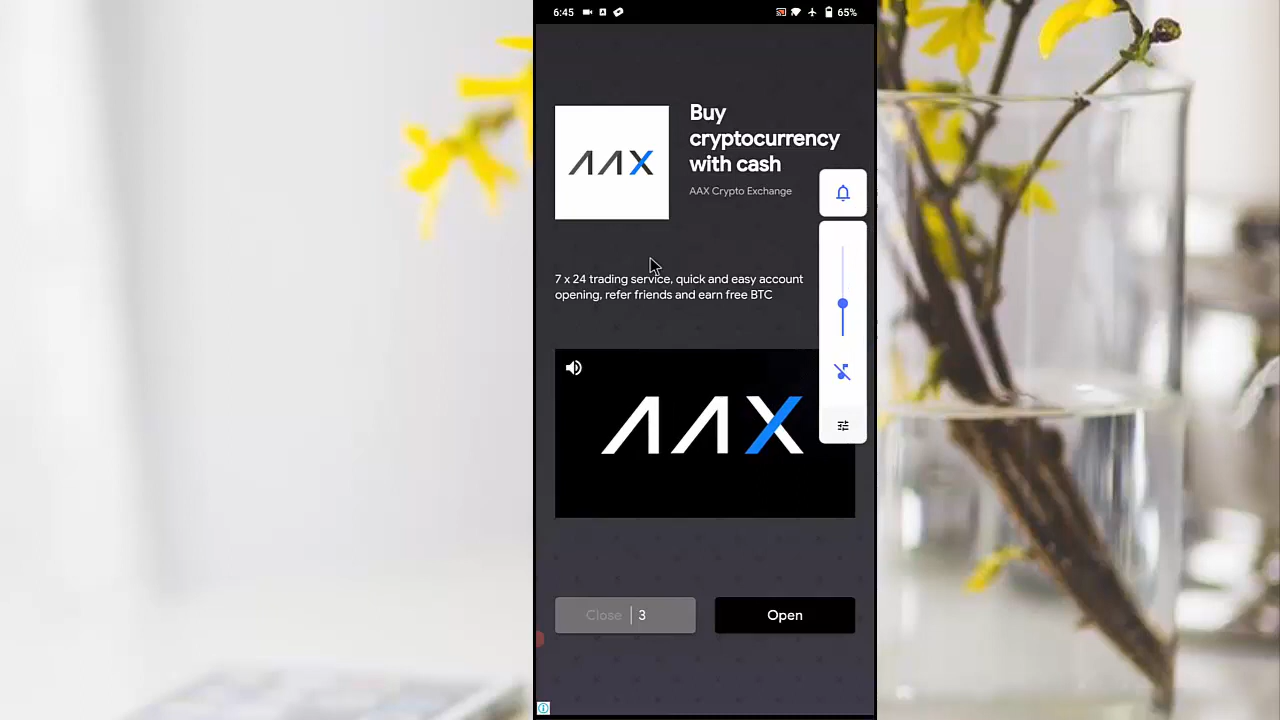 6:45
65%
AAX
Buy
cryptocurrency
with cash
AAX Crypto Exchange
7 x 24 trading service, quick and easy account
opening, refer friends and earn free BTC
AAX
Close | 3
Open